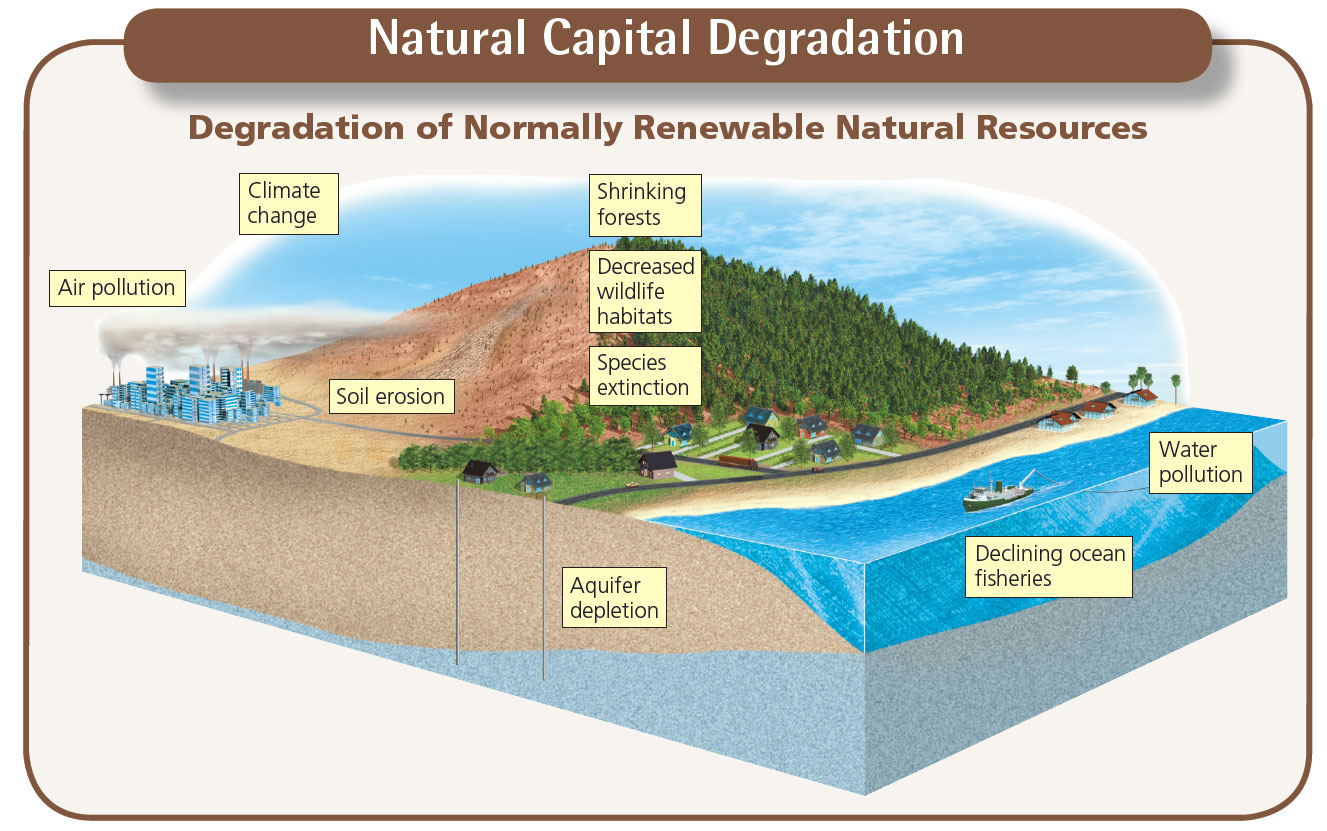 Natural Capital Degradation
Degradation of Normally Renewable Natural Resources
Climate
change
Shrinking
forests
Air pollution
Decreased
wildlife
habitats
Species
extinction
Soil erosion
Water
pollution
Declining ocean
fisheries
Aquifer
depletion